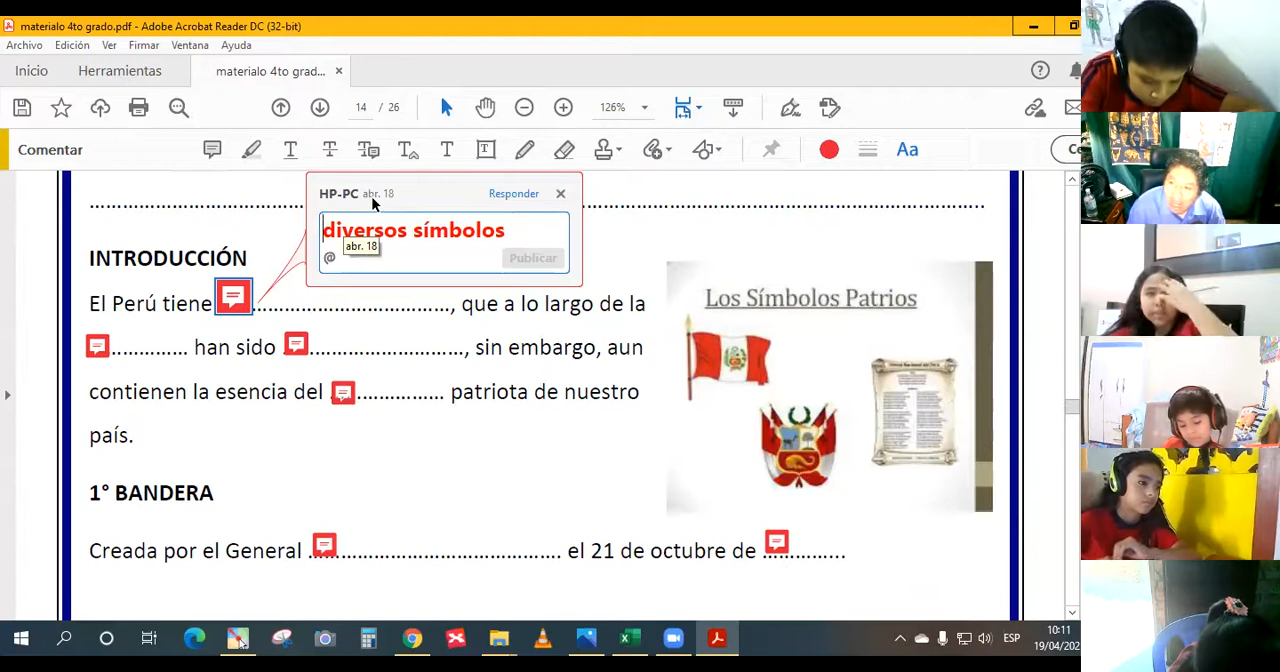 materialo 4to grado.pdf - Adobe Acrobat Reader DC (32-bit)
Archivo Edición Ver Firmar Ventana Ayuda
Inicio Herramientas materialo 4to grad... ×
14 / 26 126%
Comentar
HP-PC abr. 18 Responder
diversos símbolos
abr. 18
@ Publicar
INTRODUCCIÓN
El Perú tiene ..................................., que a lo largo de la
.............. han sido ............................, sin embargo, aun
contienen la esencia del ................ patriota de nuestro
país.
Los Símbolos Patrios
1° BANDERA
Creada por el General ........................................ el 21 de octubre de ...............
ESP
10:11
19/04/202